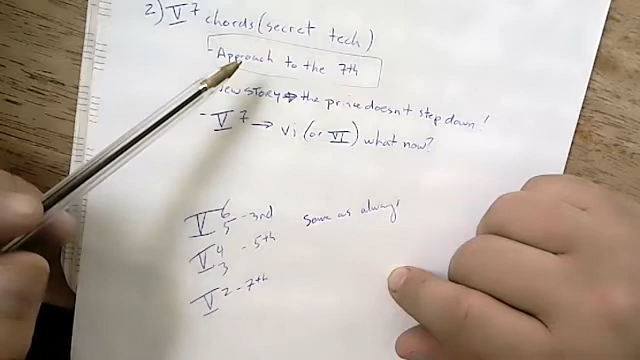 2) V7 chords (secret tech)
- Approach to the 7th
- New story → the prince doesn't step down!
- V7 → vi (or VI) what now?
V6/5 - 3rd same as always
V4/3 - 5th
V2 - 7th